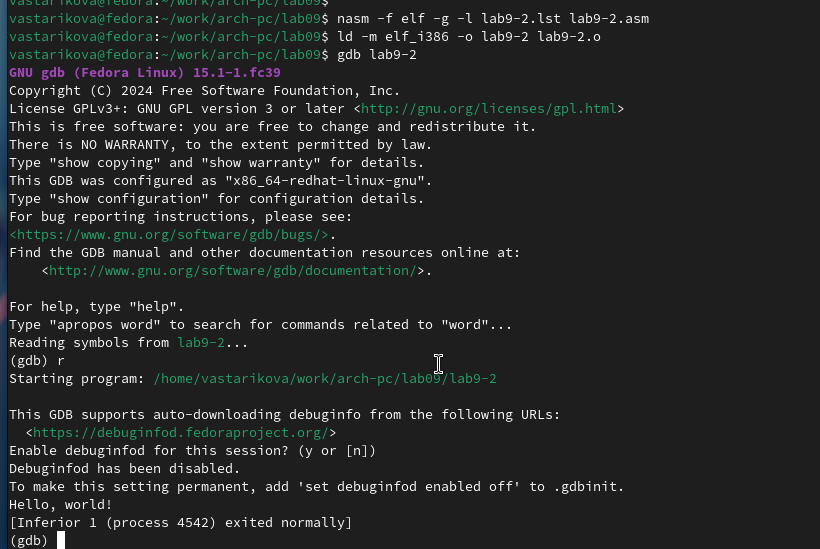 vastarikova@fedora:~/work/arch-pc/lab09$
vastarikova@fedora:~/work/arch-pc/lab09$ nasm -f elf -g -l lab9-2.lst lab9-2.asm
vastarikova@fedora:~/work/arch-pc/lab09$ ld -m elf_i386 -o lab9-2 lab9-2.o
vastarikova@fedora:~/work/arch-pc/lab09$ gdb lab9-2
GNU gdb (Fedora Linux) 15.1-1.fc39
Copyright (C) 2024 Free Software Foundation, Inc.
License GPLv3+: GNU GPL version 3 or later <http://gnu.org/licenses/gpl.html>
This is free software: you are free to change and redistribute it.
There is NO WARRANTY, to the extent permitted by law.
Type "show copying" and "show warranty" for details.
This GDB was configured as "x86_64-redhat-linux-gnu".
Type "show configuration" for configuration details.
For bug reporting instructions, please see:
<https://www.gnu.org/software/gdb/bugs/>.
Find the GDB manual and other documentation resources online at:
    <http://www.gnu.org/software/gdb/documentation/>.

For help, type "help".
Type "apropos word" to search for commands related to "word"...
Reading symbols from lab9-2...
(gdb) r
Starting program: /home/vastarikova/work/arch-pc/lab09/lab9-2

This GDB supports auto-downloading debuginfo from the following URLs:
  <https://debuginfod.fedoraproject.org/>
Enable debuginfod for this session? (y or [n])
Debuginfod has been disabled.
To make this setting permanent, add 'set debuginfod enabled off' to .gdbinit.
Hello, world!
[Inferior 1 (process 4542) exited normally]
(gdb)